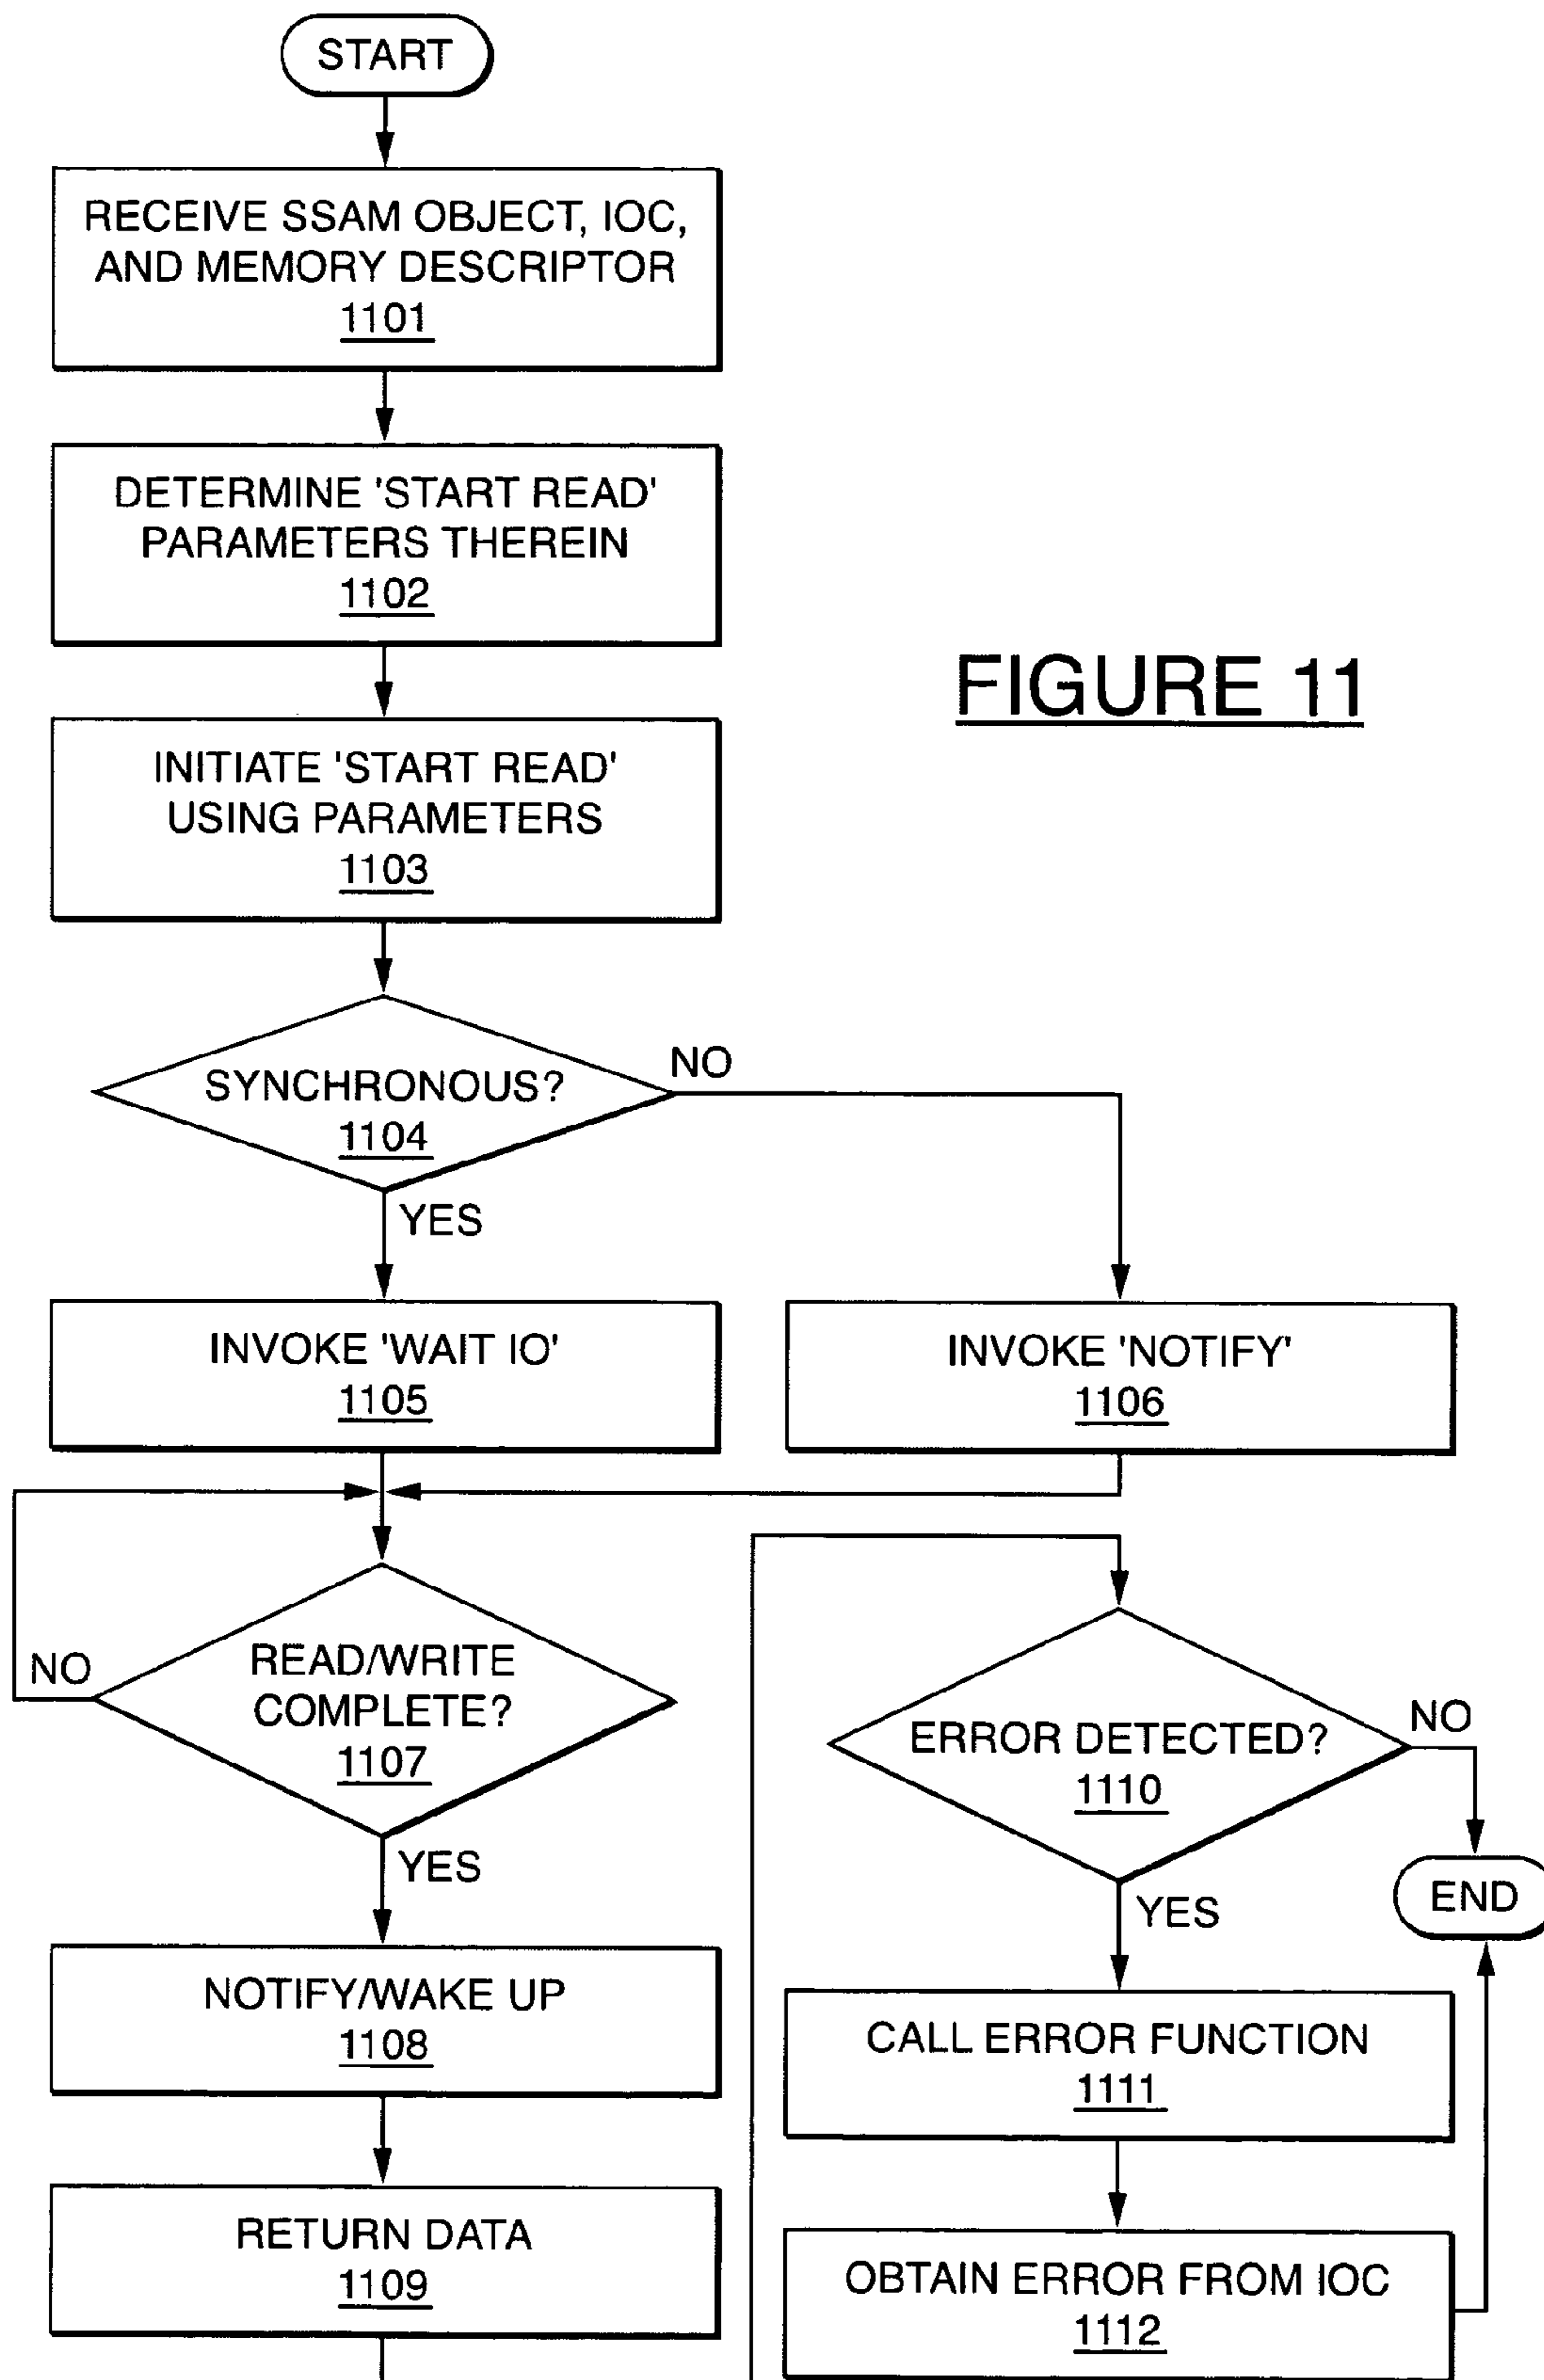 START
RECEIVE SSAM OBJECT, IOC,
AND MEMORY DESCRIPTOR
1101
DETERMINE 'START READ'
PARAMETERS THEREIN
1102
FIGURE 11
INITIATE 'START READ'
USING PARAMETERS
1103
SYNCHRONOUS?
1104
NO
YES
INVOKE 'WAIT IO'
1105
INVOKE 'NOTIFY'
1106
READ/WRITE
COMPLETE?
1107
NO
YES
NOTIFY/WAKE UP
1108
RETURN DATA
1109
ERROR DETECTED?
1110
NO
END
YES
CALL ERROR FUNCTION
1111
OBTAIN ERROR FROM IOC
1112